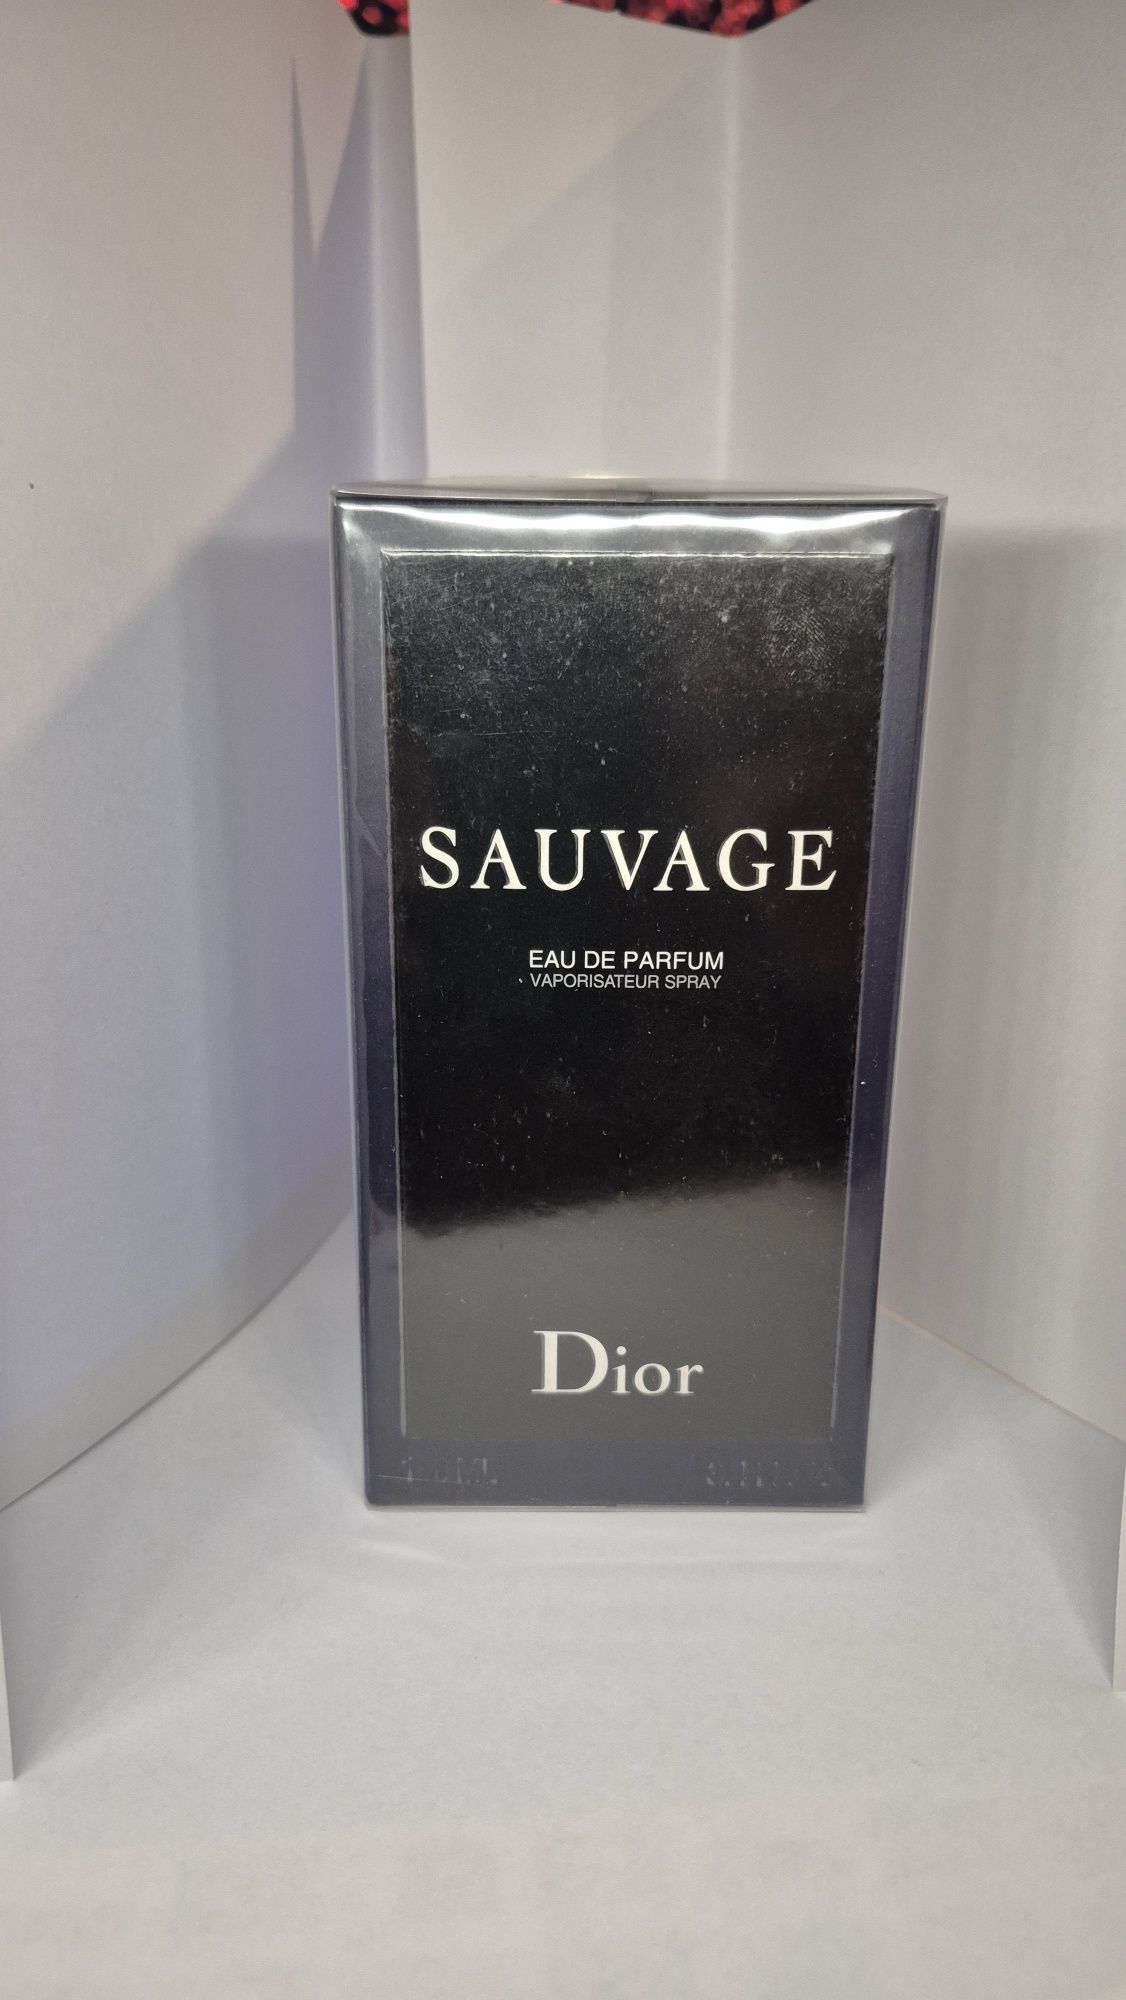 SAUVAGE
EAU DE PARFUM
VAPORISATEUR SPRAY
Dior